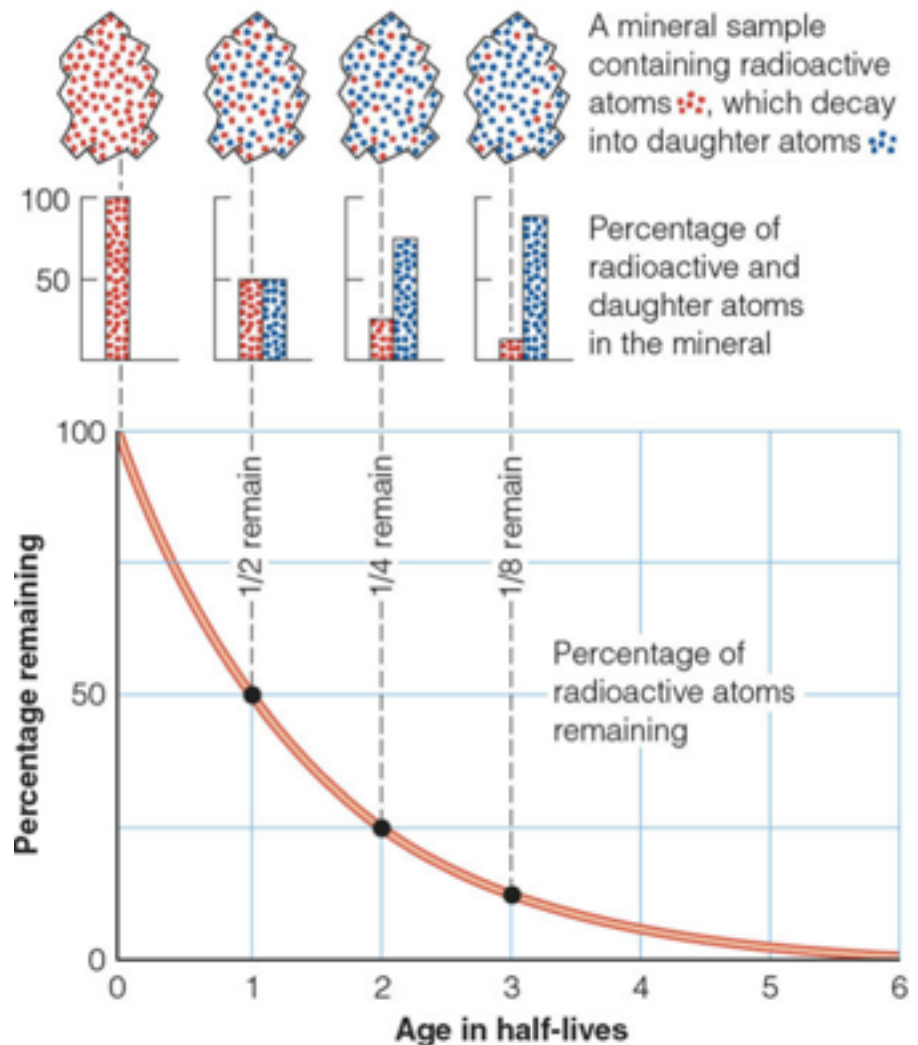 A mineral sample
containing radioactive
atoms, which decay
into daughter atoms
100
50
Percentage of
radioactive and
daughter atoms
in the mineral
100
50
0
Percentage remaining
1/2 remain
1/4 remain
1/8 remain
Percentage of
radioactive atoms
remaining
0 1 2 3 4 5 6
Age in half-lives